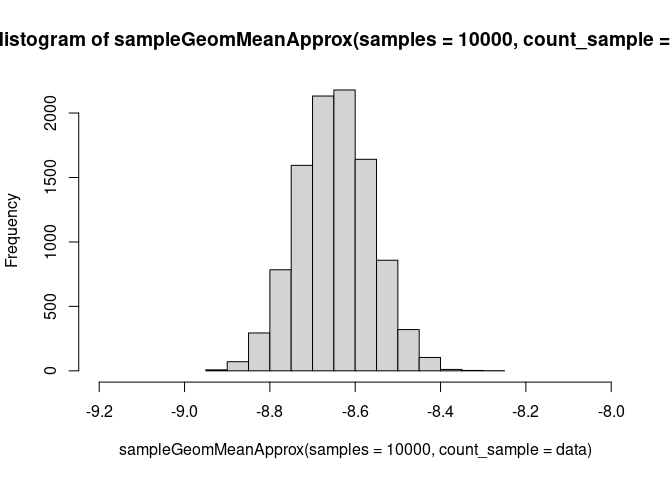 Histogram of sampleGeomMeanApprox(samples = 10000, count_sample =
Frequency
2000
1500
1000
500
0
-9.2 -9.0 -8.8 -8.6 -8.4 -8.2 -8.0
sampleGeomMeanApprox(samples = 10000, count_sample = data)